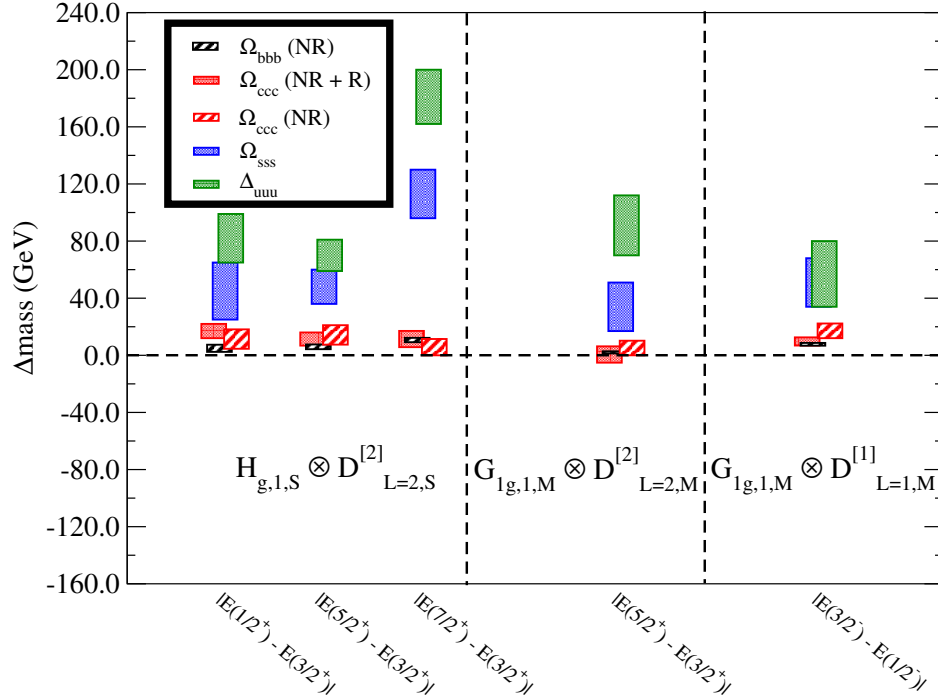 240.0
200.0
160.0
120.0
80.0
40.0
0.0
-40.0
-80.0
-120.0
-160.0
Δmass (GeV)
Ω_bbb (NR)
Ω_ccc (NR + R)
Ω_ccc (NR)
Ω_sss
Δ_uuu
H_g,1,S ⊗ D^[2]_L=2,S
G_1g,1,M ⊗ D^[2]_L=2,M
G_1g,1,M ⊗ D^[1]_L=1,M
|E(1/2⁺) - E(3/2⁺)|
|E(5/2⁺) - E(3/2⁺)|
|E(7/2⁺) - E(3/2⁺)|
|E(5/2⁺) - E(3/2⁺)|
|E(3/2⁻) - E(1/2⁻)|